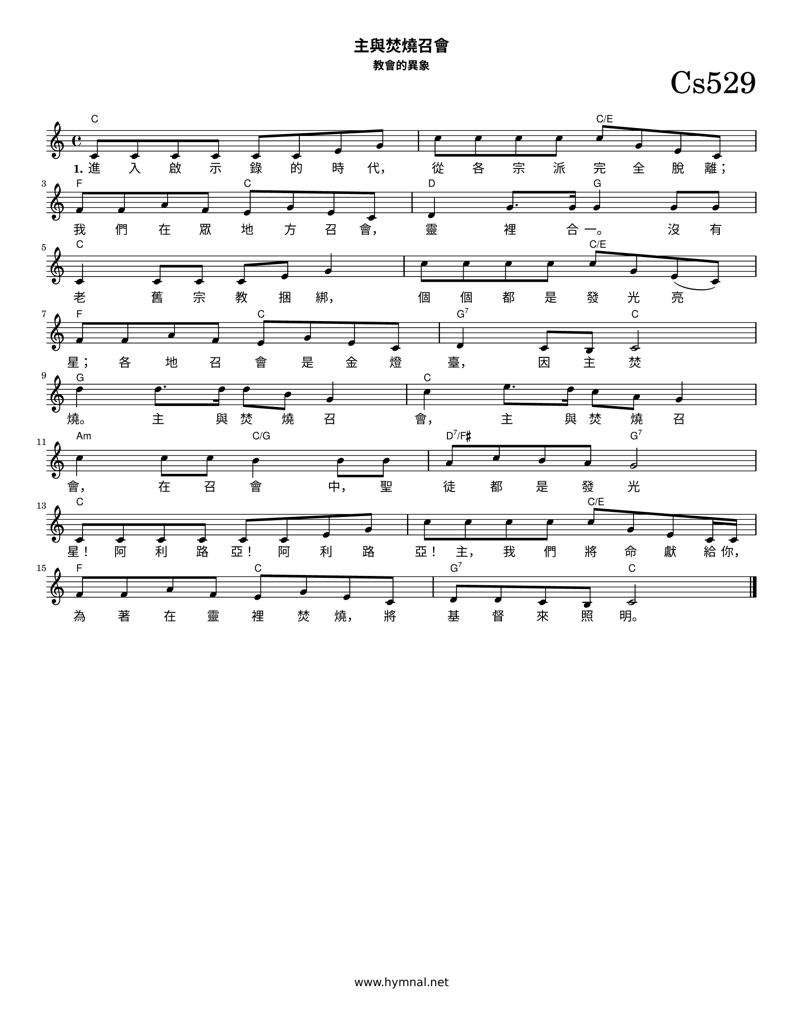 主與焚燒召會
教會的異象
Cs529
C C/E
1. 進 入 啟 示 錄 的 時 代， 從 各 宗 派 完 全 脫 離；
3 F C D G
我 們 在 眾 地 方 召 會， 靈 裡 合 一。 沒 有
5 C C/E
老 舊 宗 教 捆 綁， 個 個 都 是 發 光 亮
7 F C G7 C
星； 各 地 召 會 是 金 燈 臺， 因 主 焚
9 G C
燒。 主 與 焚 燒 召 會， 主 與 焚 燒 召
11 Am C/G D7/F♯ G7
會， 在 召 會 中， 聖 徒 都 是 發 光
13 C C/E
星！ 阿 利 路 亞！ 阿 利 路 亞！ 主， 我 們 將 命 獻 給 你，
15 F C G7 C
為 著 在 靈 裡 焚 燒， 將 基 督 來 照 明。
www.hymnal.net